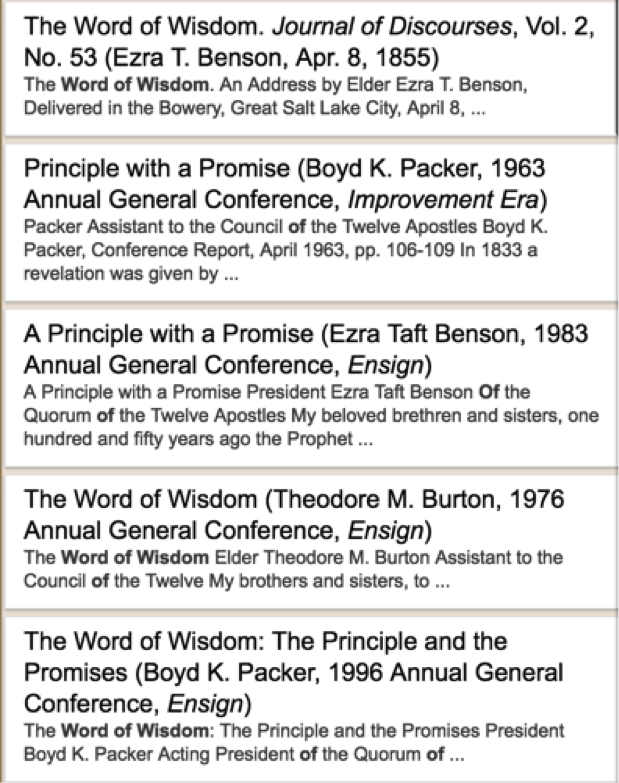 The Word of Wisdom. Journal of Discourses, Vol. 2,
No. 53 (Ezra T. Benson, Apr. 8, 1855)
The Word of Wisdom. An Address by Elder Ezra T. Benson,
Delivered in the Bowery, Great Salt Lake City, April 8, ...
Principle with a Promise (Boyd K. Packer, 1963
Annual General Conference, Improvement Era)
Packer Assistant to the Council of the Twelve Apostles Boyd K.
Packer, Conference Report, April 1963, pp. 106-109 In 1833 a
revelation was given by ...
A Principle with a Promise (Ezra Taft Benson, 1983
Annual General Conference, Ensign)
A Principle with a Promise President Ezra Taft Benson Of the
Quorum of the Twelve Apostles My beloved brethren and sisters, one
hundred and fifty years ago the Prophet ...
The Word of Wisdom (Theodore M. Burton, 1976
Annual General Conference, Ensign)
The Word of Wisdom Elder Theodore M. Burton Assistant to the
Council of the Twelve My brothers and sisters, to ...
The Word of Wisdom: The Principle and the
Promises (Boyd K. Packer, 1996 Annual General
Conference, Ensign)
The Word of Wisdom: The Principle and the Promises President
Boyd K. Packer Acting President of the Quorum of ...